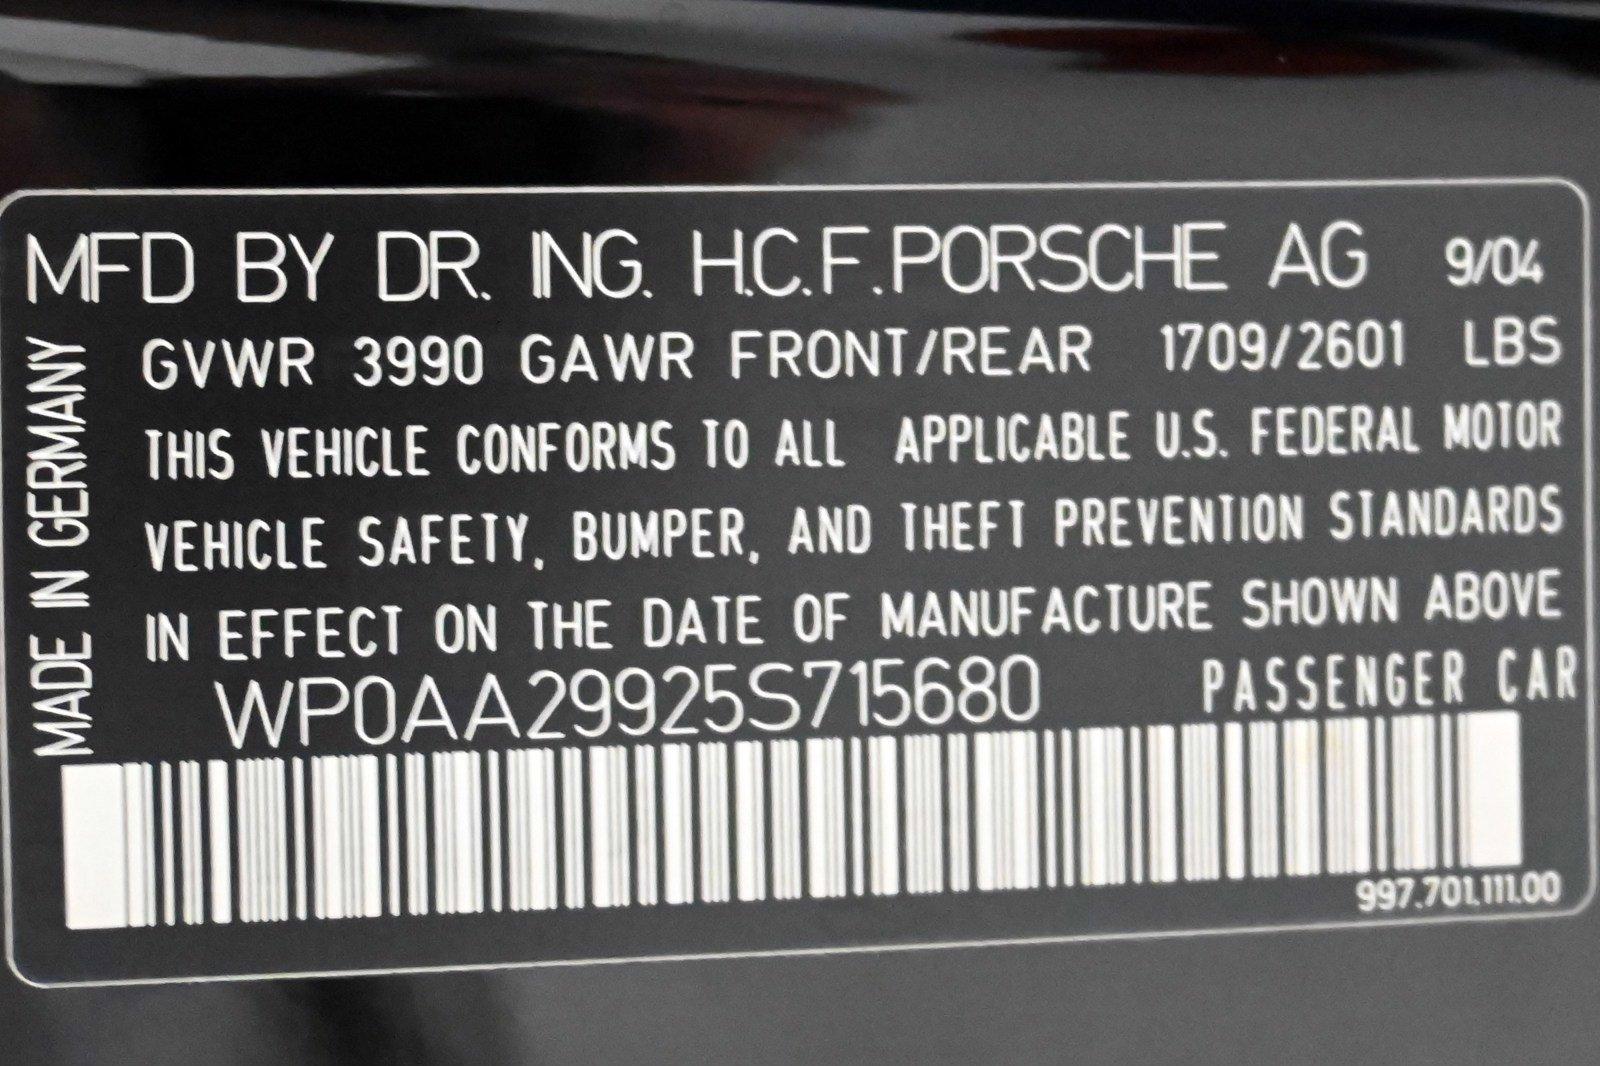 MFD BY DR. ING. H.C.F.PORSCHE AG 9/04
GVWR 3990 GAWR FRONT/REAR 1709/2601 LBS
THIS VEHICLE CONFORMS TO ALL APPLICABLE U.S. FEDERAL MOTOR
VEHICLE SAFETY, BUMPER, AND THEFT PREVENTION STANDARDS
IN EFFECT ON THE DATE OF MANUFACTURE SHOWN ABOVE
WP0AA29925S715680 PASSENGER CAR
997.701.111.00
MADE IN GERMANY